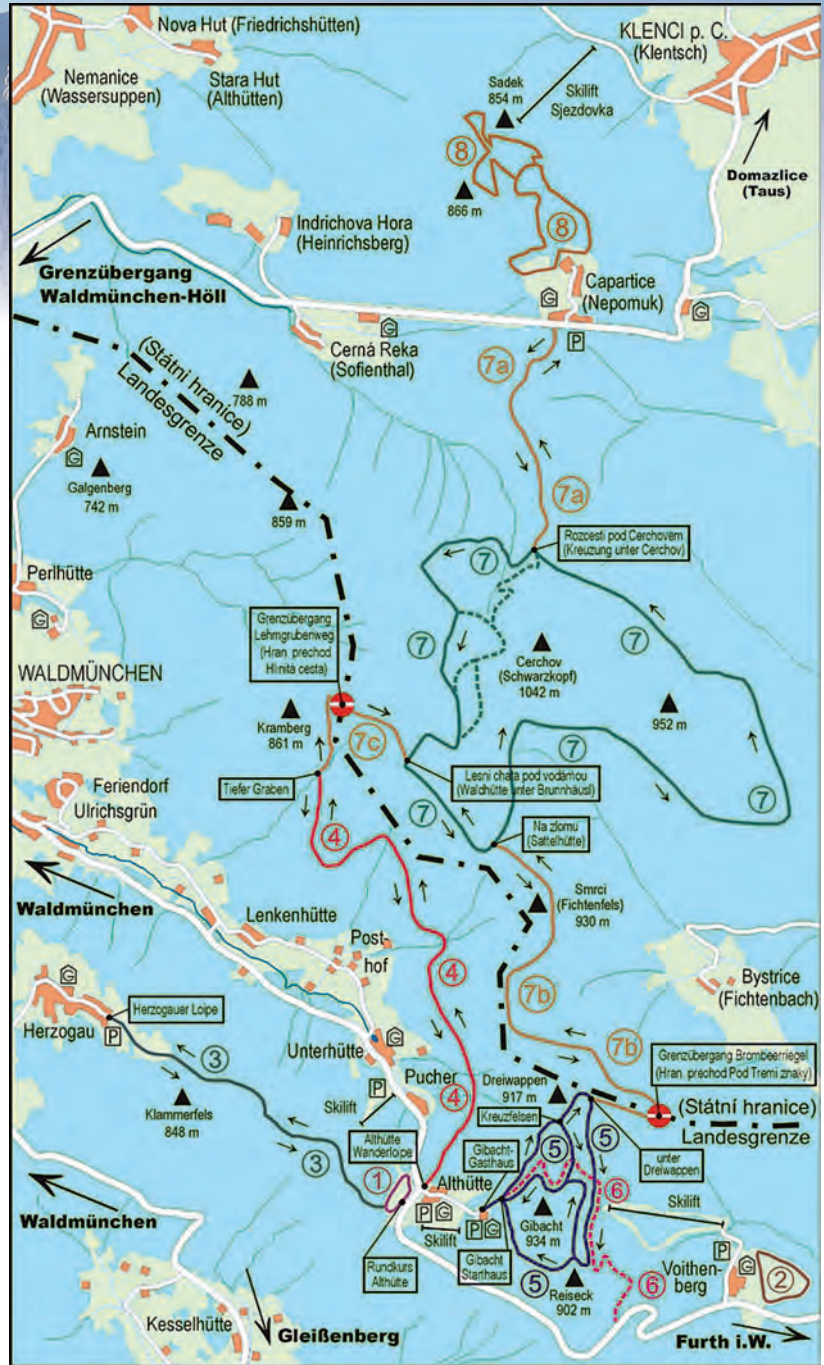 Nova Hut (Friedrichshütten)
Nemanice
(Wassersuppen)
Stara Hut
(Althütten)
KLENCI p. C.
(Klentsch)
Sadek
854 m
Skilift
Sjezdovka
Domazlice
(Taus)
8
866 m
8
Indrichova Hora
(Heinrichsberg)
Grenzübergang
Waldmünchen-Höll
Capartice
(Nepomuk)
G
G
G
P
Cerná Reka
(Sofienthal)
(Státní hranice)
Landesgrenze
788 m
7a
7a
Arnstein
G
Galgenberg
742 m
859 m
Rozcesti pod Cerchovem
(Kreuzung unter Cerchov)
Perlhütte
G
7
7
7
Grenzübergang
Lehmgrubenweg
(Hran. prechod
Hlinitá cesta)
Cerchov
(Schwarzkopf)
1042 m
952 m
WALDMÜNCHEN
Kramberg
861 m
7c
7
Tiefer Graben
Lesni chata pod vodámou
(Waldhütte unter Brunnhäusl)
Feriendorf
Ulrichsgrün
4
7
Na zlomu
(Sattelhütte)
Waldmünchen
Smrci
(Fichtenfels)
930 m
Lenkenhütte
Post-
hof
4
Bystrice
(Fichtenbach)
G
Herzogau
P
Herzogauer Loipe
7b
7b
3
Unterhütte
G
Grenzübergang Brombeerriegel
(Hran. prechod Pod Tremi znaky)
Klammerfels
848 m
P
Pucher
4
Skilift
Dreiwappen
917 m
Kreuzfelsen
(Státní hranice)
Landesgrenze
3
Althütte
Wanderloipe
Gibacht-
Gasthaus
5
5
unter
Dreiwappen
Waldmünchen
1
Althütte
P G
P G
6
Skilift
Gibacht
934 m
Skilift
Rundkurs
Althütte
Gibacht
Starthaus
5
Reiseck
902 m
6
P
G
Voithen-
berg
2
Kesselhütte
Gleißenberg
Furth i.W.